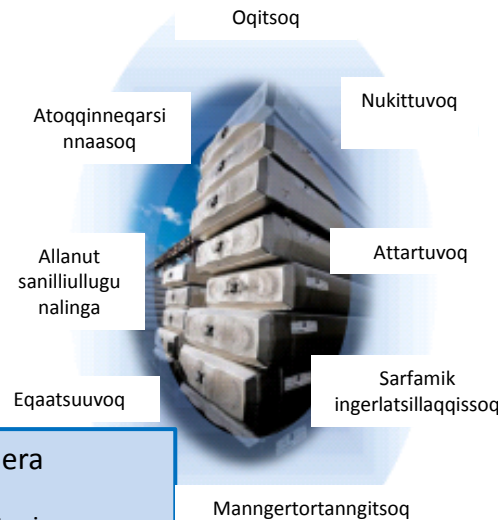 Oqitsoq
Nukittuvoq
Atoqqinneqarsi
nnaasoq
Attartuvoq
Allanut
sanilliullugu
nalinga
Sarfamik
ingerlatsillaqqissoq
Eqaatsuuvoq
era
Manngertortanngitsoq